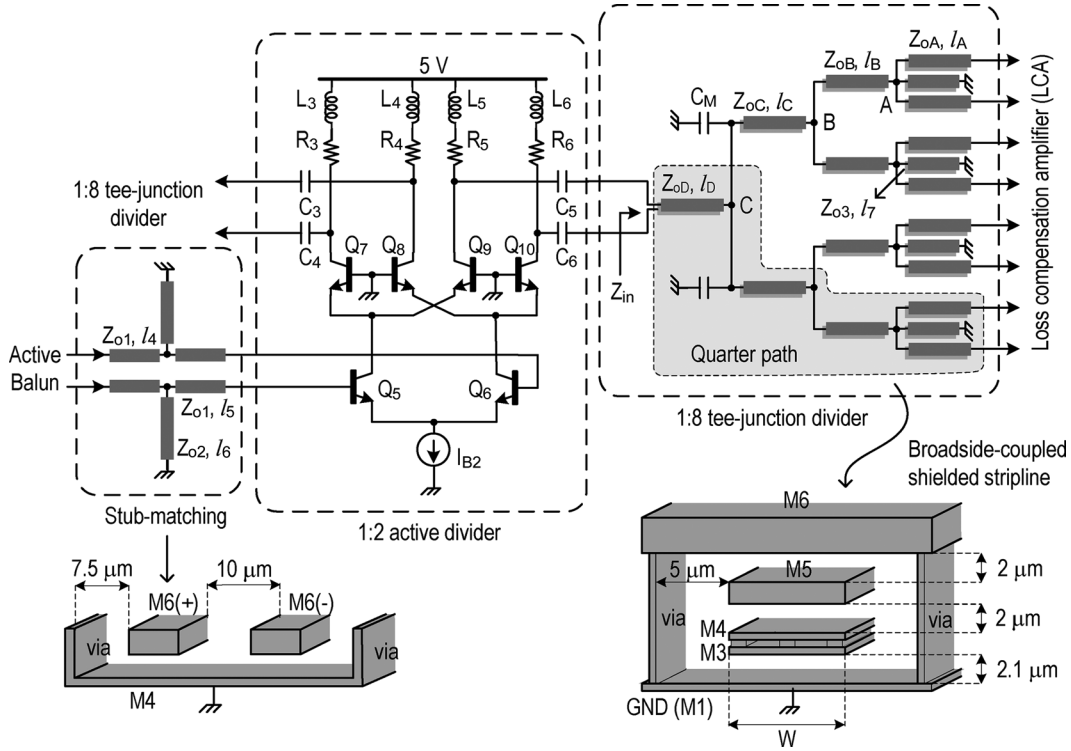 5 V
L3
L4
L5
L6
R3
R4
R5
R6
1:8 tee-junction
divider
C3
C4
C5
C6
Q7
Q8
Q9
Q10
Zin
Active
Balun
Zo1, l4
Zo1, l5
Zo2, l6
Q5
Q6
IB2
Stub-matching
1:2 active divider
CM
ZoC, lC
ZoB, lB
ZoA, lA
A
B
ZoD, lD
C
Zo3, l7
Quarter path
Loss compensation amplifier (LCA)
1:8 tee-junction divider
Broadside-coupled
shielded stripline
7.5 μm
10 μm
M6(+)
M6(-)
via
via
M4
M6
5 μm
M5
2 μm
2 μm
via
via
M4
M3
2.1 μm
GND (M1)
W